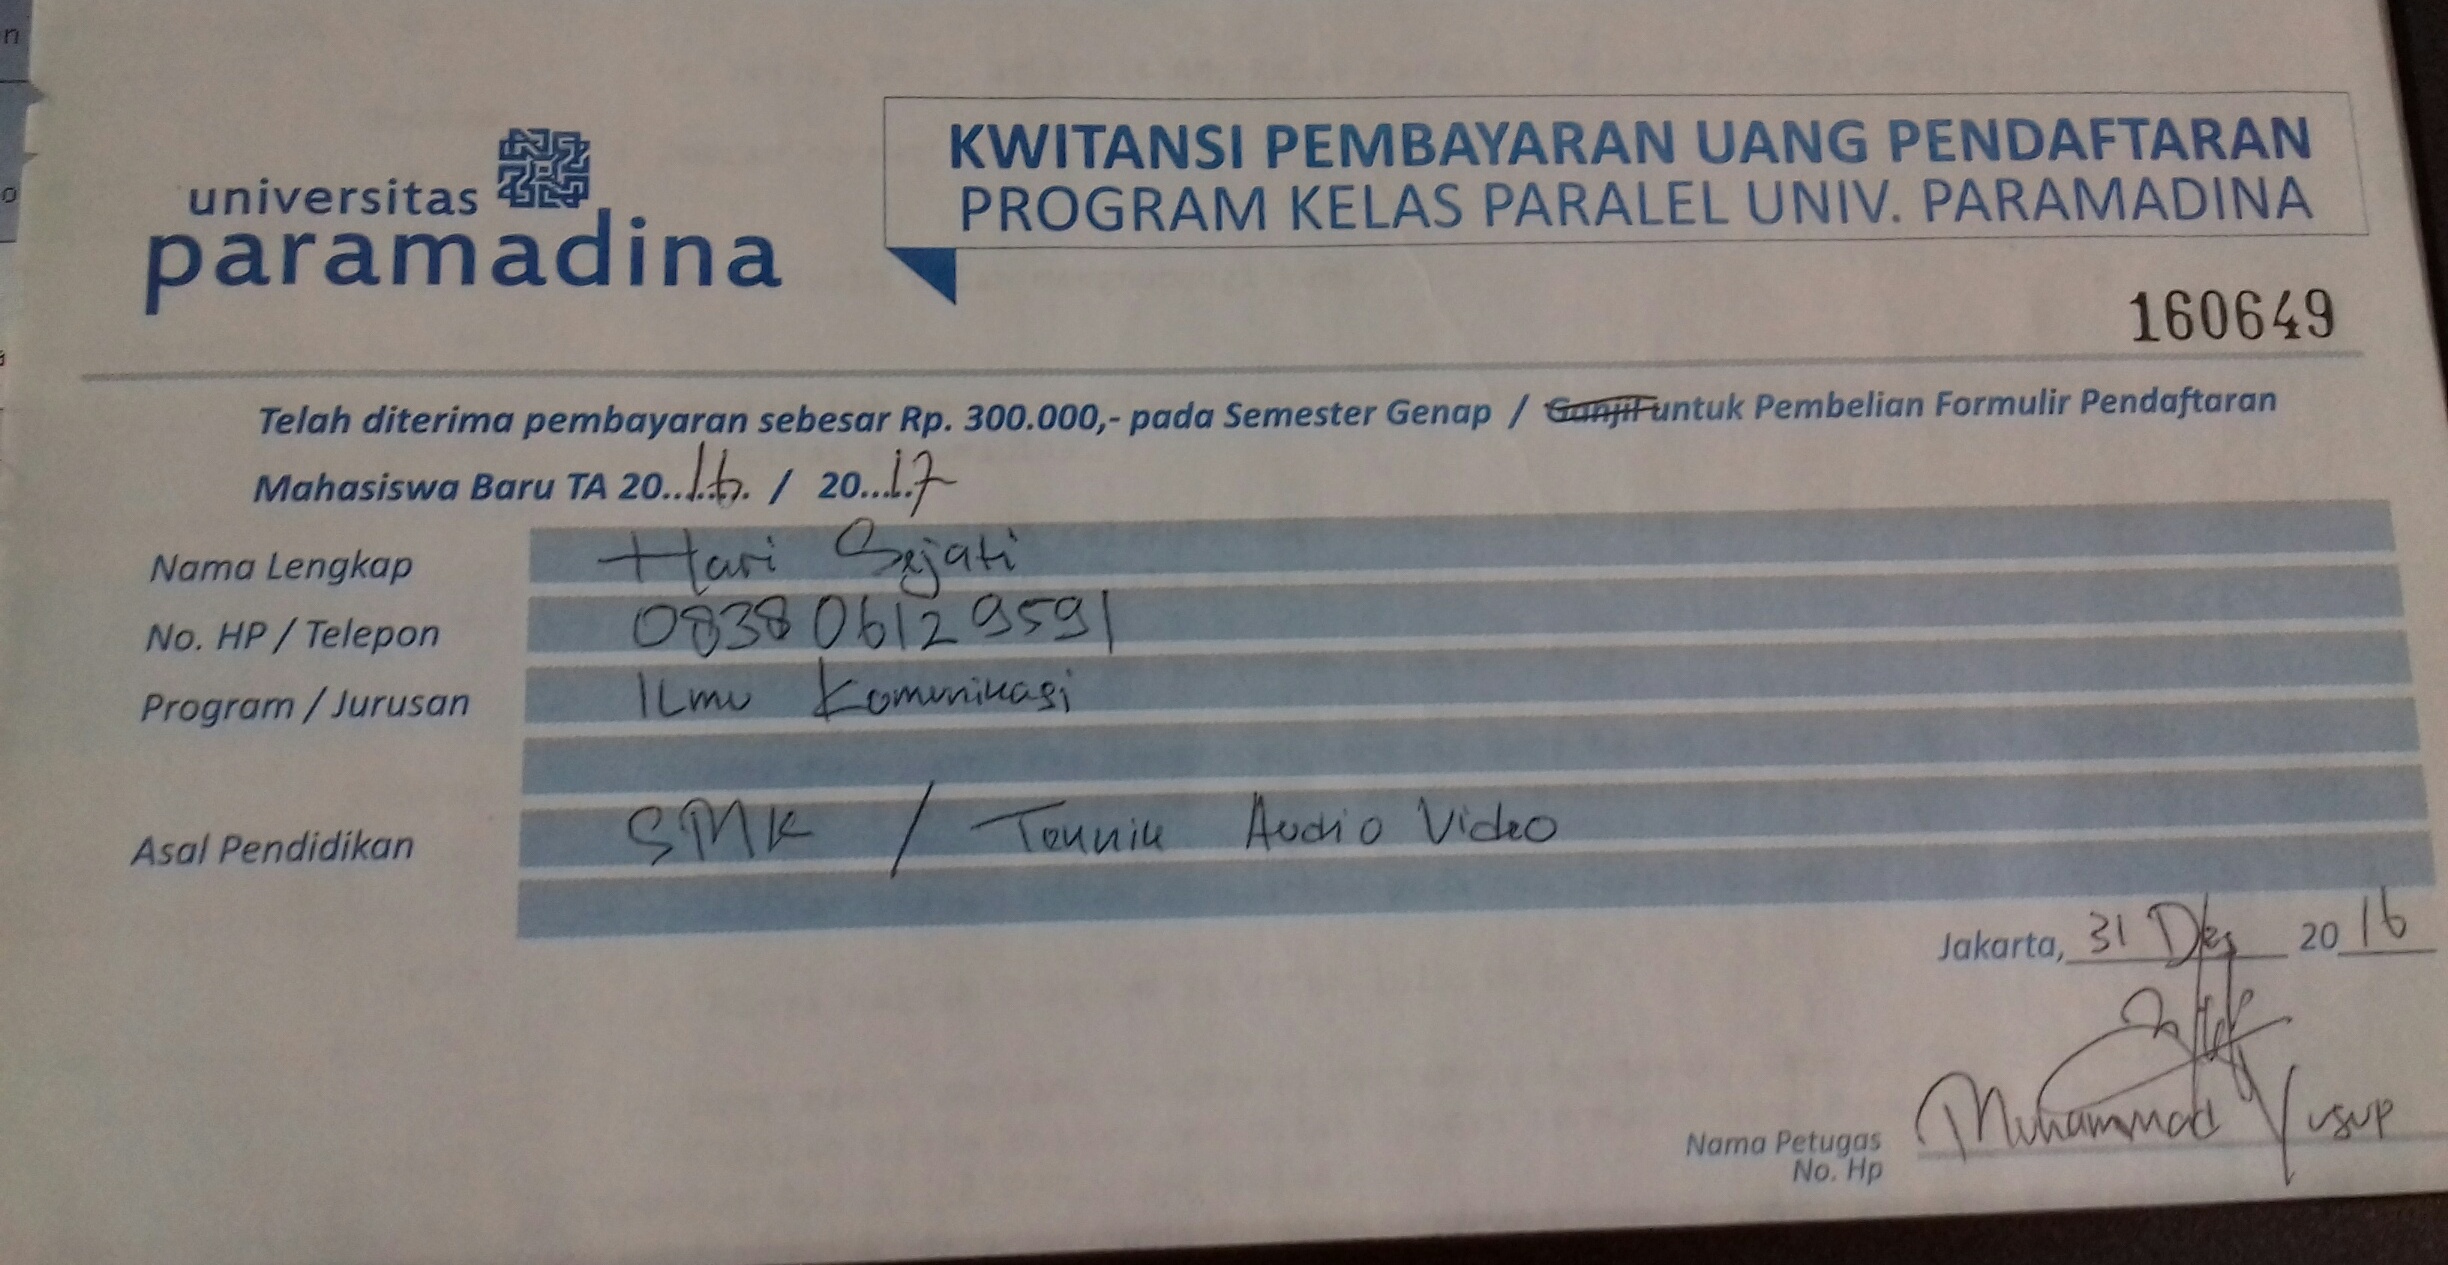 universitas
paramadina
KWITANSI PEMBAYARAN UANG PENDAFTARAN
PROGRAM KELAS PARALEL UNIV. PARAMADINA
160649
Telah diterima pembayaran sebesar Rp. 300.000,- pada Semester Genap / Ganjil untuk Pembelian Formulir Pendaftaran
Mahasiswa Baru TA 20..16. / 20...17
Nama Lengkap Hari Sejati
No. HP / Telepon 083806129591
Program / Jurusan Ilmu Komunikasi
Asal Pendidikan SMK / Teknik Audio Video
Jakarta, 31 Des 2016
Nama Petugas Muhammad Yusup
No. Hp